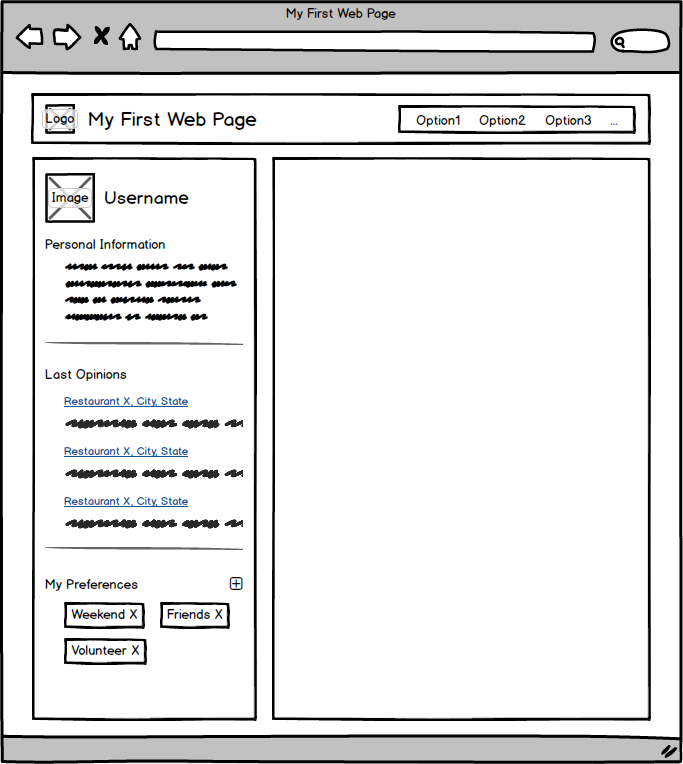 My First Web Page
Logo My First Web Page Option1 Option2 Option3 ...
Image Username
Personal Information
Last Opinions
Restaurant X, City, State
Restaurant X, City, State
Restaurant X, City, State
My Preferences
Weekend X Friends X
Volunteer X